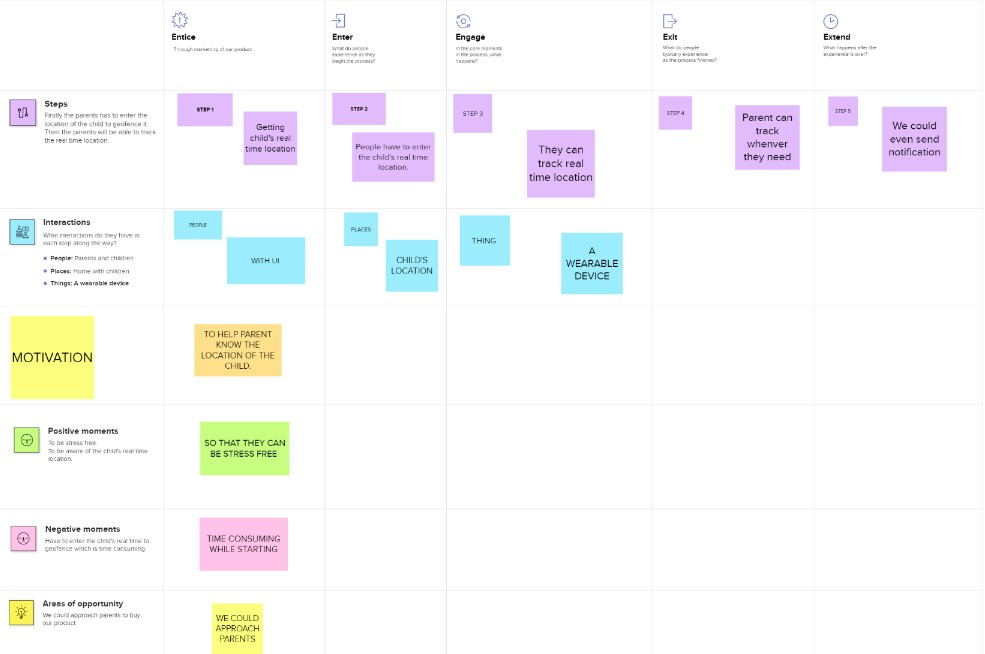 Entice
Through marketing of our product
Enter
What do people
experience as they
begin the process?
Engage
In the core moments
in the process, what
happens?
Exit
What do people
typically experience
as the process finishes?
Extend
What happens after the
experience is over?
Steps
Firstly the parents has to enter the
location of the child to geofence it.
Then the parents will be able to track
the real time location.
STEP 1
Getting
child's real
time location
STEP 2
People have to enter
the child's real time
location.
STEP 3
They can
track real
time location
STEP 4
Parent can
track
whenver
they need
STEP 5
We could
even send
notification
Interactions
What interactions do they have at
each step along the way?
People: Parents and children
Places: Home with children
Things: A wearable device
PEOPLE
WITH UI
PLACES
CHILD'S
LOCATION
THING
A
WEARABLE
DEVICE
MOTIVATION
TO HELP PARENT
KNOW THE
LOCATION OF THE
CHILD.
Positive moments
To be stress free.
To be aware of the child's real time
location.
SO THAT THEY CAN
BE STRESS FREE
Negative moments
Have to enter the child's real time to
geofence which is time consuming.
TIME CONSUMING
WHILE STARTING
Areas of opportunity
We could approach parents to buy
our product.
WE COULD
APPROACH
PARENTS